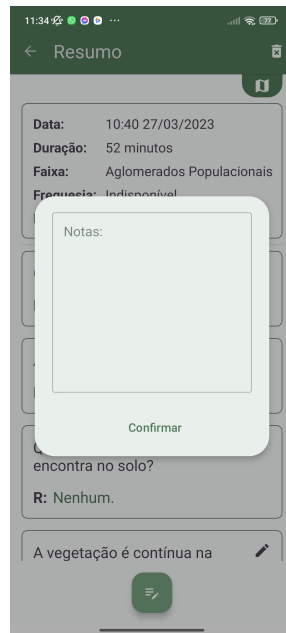 11:34
77
Resumo
Data: 10:40 27/03/2023
Duração: 52 minutos
Faixa: Aglomerados Populacionais
Freguesia: Indisponível
Notas:
Confirmar
encontra no solo?
R: Nenhum.
A vegetação é contínua na